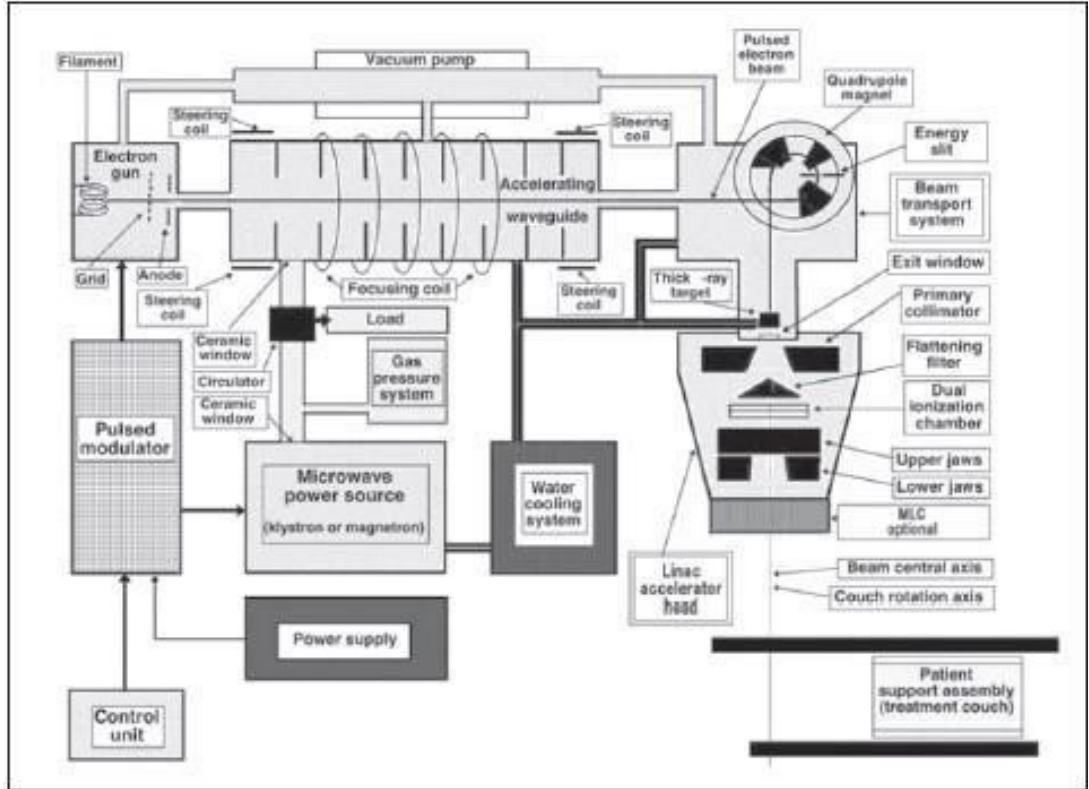 Filament
Vacuum pump
Pulsed
electron
beam
Quadrupole
magnet
Steering
coil
Steering
coil
Energy
slit
Electron
gun
Accelerating
waveguide
Beam
transport
system
Grid
Anode
Steering
coil
Focusing coil
Steering
coil
Thick -ray
target
Exit window
Primary
collimator
Ceramic
window
Load
Circulator
Gas
pressure
system
Flattening
filter
Ceramic
window
Dual
ionization
chamber
Pulsed
modulator
Upper jaws
Lower jaws
Microwave
power source
(klystron or magnetron)
Water
cooling
system
MLC
optional
Linac
accelerator
head
Beam central axis
Couch rotation axis
Power supply
Patient
support assembly
(treatment couch)
Control
unit